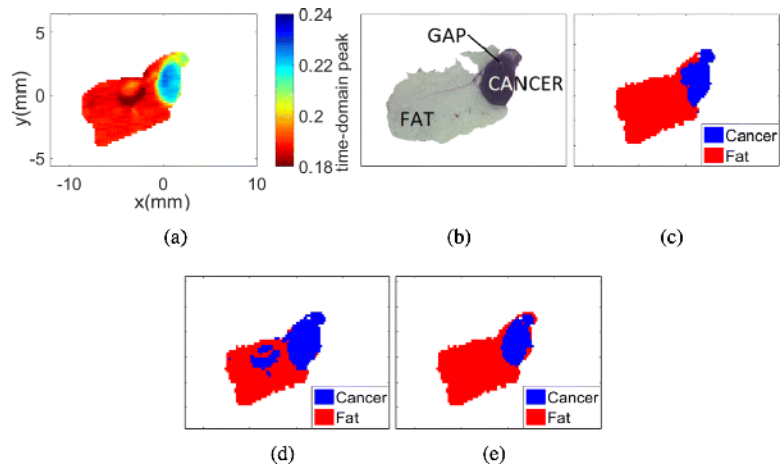 5
0
-5
y(mm)
-10
0
10
x(mm)
0.24
0.22
0.2
0.18
time-domain peak
(a)
GAP
CANCER
FAT
(b)
Cancer
Fat
(c)
Cancer
Fat
(d)
Cancer
Fat
(e)